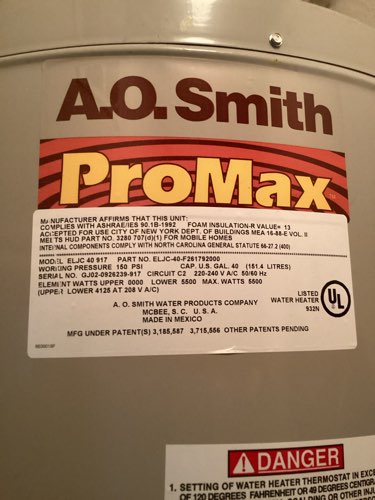 A.O. Smith
ProMax
MANUFACTURER AFFIRMS THAT THIS UNIT:
COMPLIES WITH ASHRAE/IES 90.1B-1992 FOAM INSULATION-R VALUE= 13
ACCEPTED FOR USE CITY OF NEW YORK DEPT. OF BUILDINGS MEA 16-88-E VOL. II
MEETS HUD PART NO. 3280 707(d)(1) FOR MOBILE HOMES
INTERNAL COMPONENTS COMPLY WITH NORTH CAROLINA GENERAL STATUTE 66-27.2 (400)
MODEL ELJC 40 917 PART NO. ELJC-40-F261792000
WORKING PRESSURE 150 PSI CAP. U.S. GAL. 40 (151.4 LITRES)
SERIAL NO. GJ02-0926239-917 CIRCUIT C2 220-240 V A/C 50/60 Hz
ELEMENT WATTS UPPER 0000 LOWER 5500 MAX. WATTS 5500
(UPPER LOWER 4125 AT 208 V A/C)
A. O. SMITH WATER PRODUCTS COMPANY
MCBEE, S. C. U. S. A.
MADE IN MEXICO
LISTED
WATER HEATER
932N
UL
MFG UNDER PATENT(S) 3,185,587 3,715,556 OTHER PATENTS PENDING
DANGER
1. SETTING OF WATER HEATER THERMOSTAT IN EXCE
OF 120 DEGREES FAHRENHEIT OR 49 DEGREES CENTIGR
SCALDING OR OTHER INJ